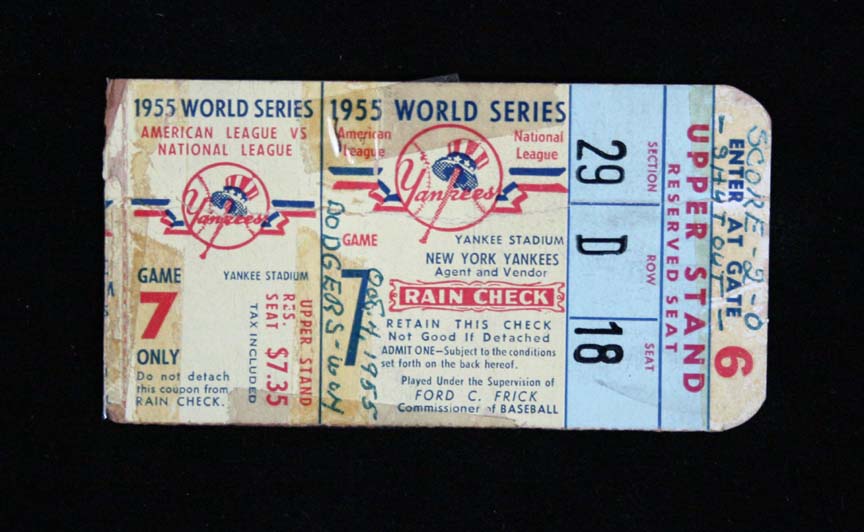 1955 WORLD SERIES
AMERICAN LEAGUE VS
NATIONAL LEAGUE
Yankees
GAME
7
ONLY
YANKEE STADIUM
Do not detach
this coupon from
RAIN CHECK.
UPPER STAND
RES.
SEAT $7.35
TAX INCLUDED
1955 WORLD SERIES
American
League
National
League
Yankees
GAME
7
YANKEE STADIUM
NEW YORK YANKEES
Agent and Vendor
RAIN CHECK
RETAIN THIS CHECK
Not Good If Detached
ADMIT ONE—Subject to the conditions
set forth on the back hereof.
Played Under the Supervision of
FORD C. FRICK
Commissioner of BASEBALL
DODGERS-WON
OCT 4, 1955
SECTION
29
ROW
D
SEAT
18
UPPER STAND
RESERVED SEAT
ENTER AT GATE
6
SCORE-2-0
-SHUTOUT-